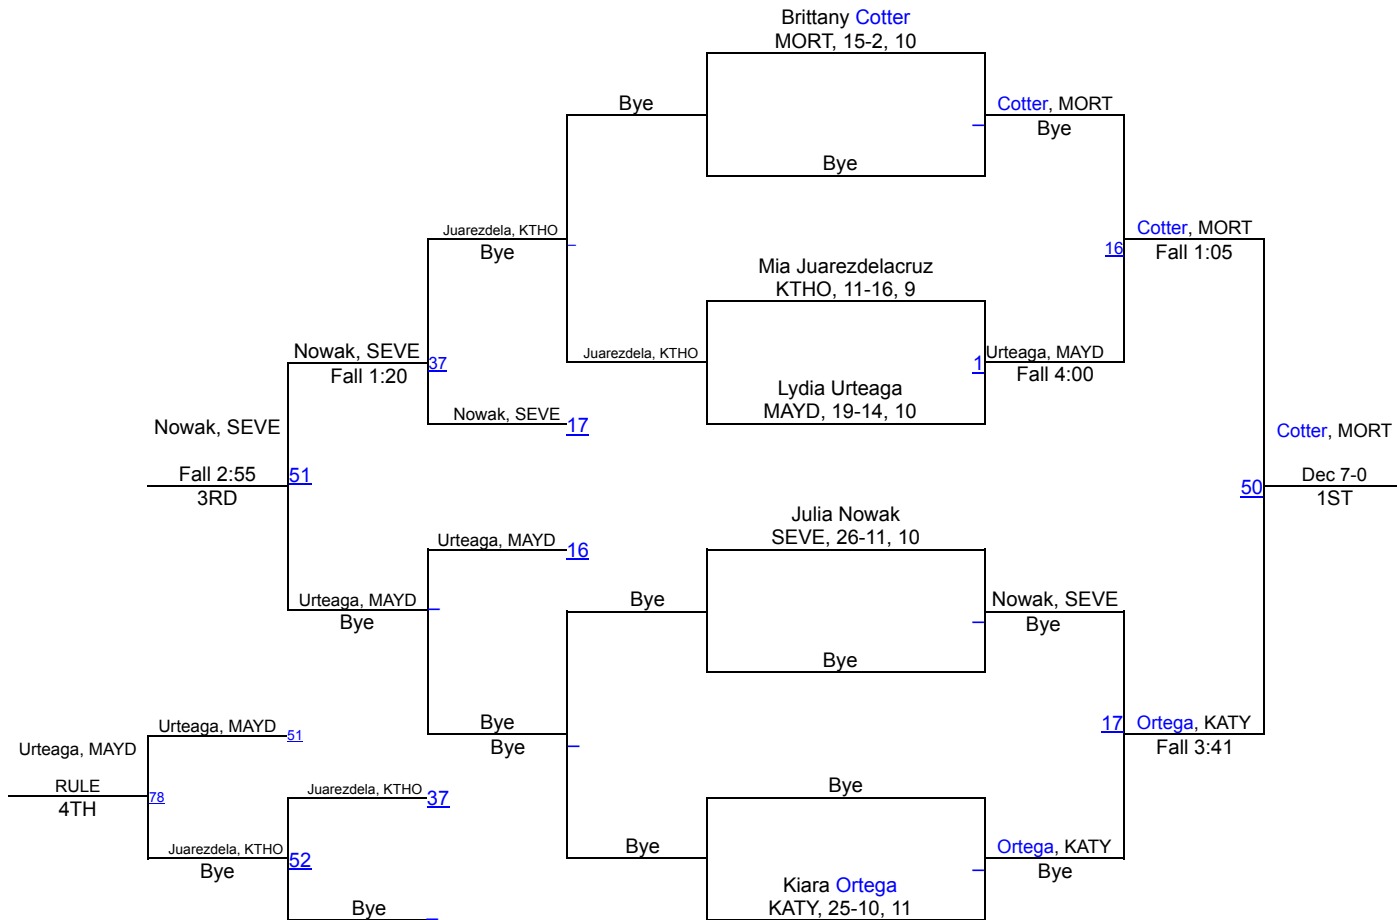 Brittany Cotter
MORT, 15-2, 10
Bye
Cotter, MORT
Bye
Bye
Juarezdela, KTHO
Bye
Cotter, MORT
16
Fall 1:05
Mia Juarezdelacruz
KTHO, 11-16, 9
Nowak, SEVE
37
Fall 1:20
Juarezdela, KTHO
1
Urteaga, MAYD
Fall 4:00
Lydia Urteaga
MAYD, 19-14, 10
Nowak, SEVE
17
Nowak, SEVE
Fall 2:55
51
3RD
Cotter, MORT
50
Dec 7-0
1ST
Julia Nowak
SEVE, 26-11, 10
Urteaga, MAYD
16
Urteaga, MAYD
Bye
Bye
Nowak, SEVE
Bye
Bye
Bye
Bye
17
Ortega, KATY
Fall 3:41
Urteaga, MAYD
51
Urteaga, MAYD
RULE
78
4TH
Juarezdela, KTHO
37
Bye
Juarezdela, KTHO
52
Bye
Bye
Ortega, KATY
Bye
Kiara Ortega
KATY, 25-10, 11
Bye